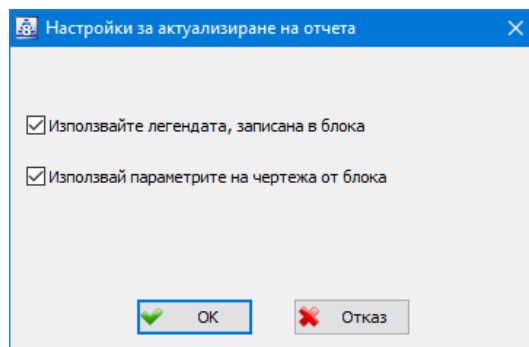 Настройки за актуализиране на отчета
Използвайте легендата, записана в блока
Използвай параметрите на чертежа от блока
OK
Отказ